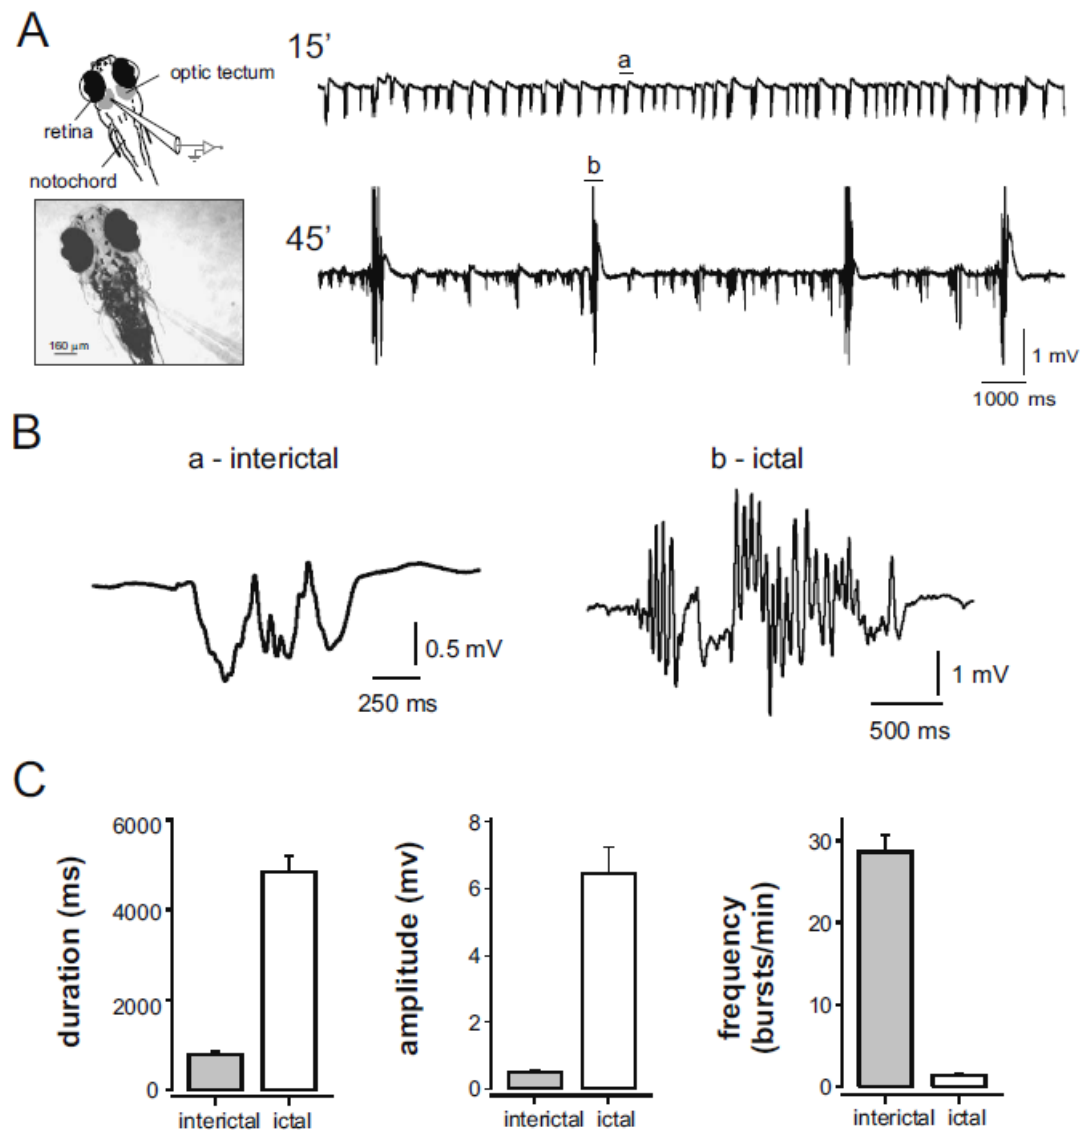 A
15’
a
optic tectum
retina
notochord
b
45’
160 μm
1 mV
1000 ms
B
a - interictal
b - ictal
0.5 mV
250 ms
1 mV
500 ms
C
duration (ms)
6000
4000
2000
0
interictal ictal
amplitude (mv)
8
6
4
2
0
interictal ictal
frequency
(bursts/min)
30
20
10
0
interictal ictal